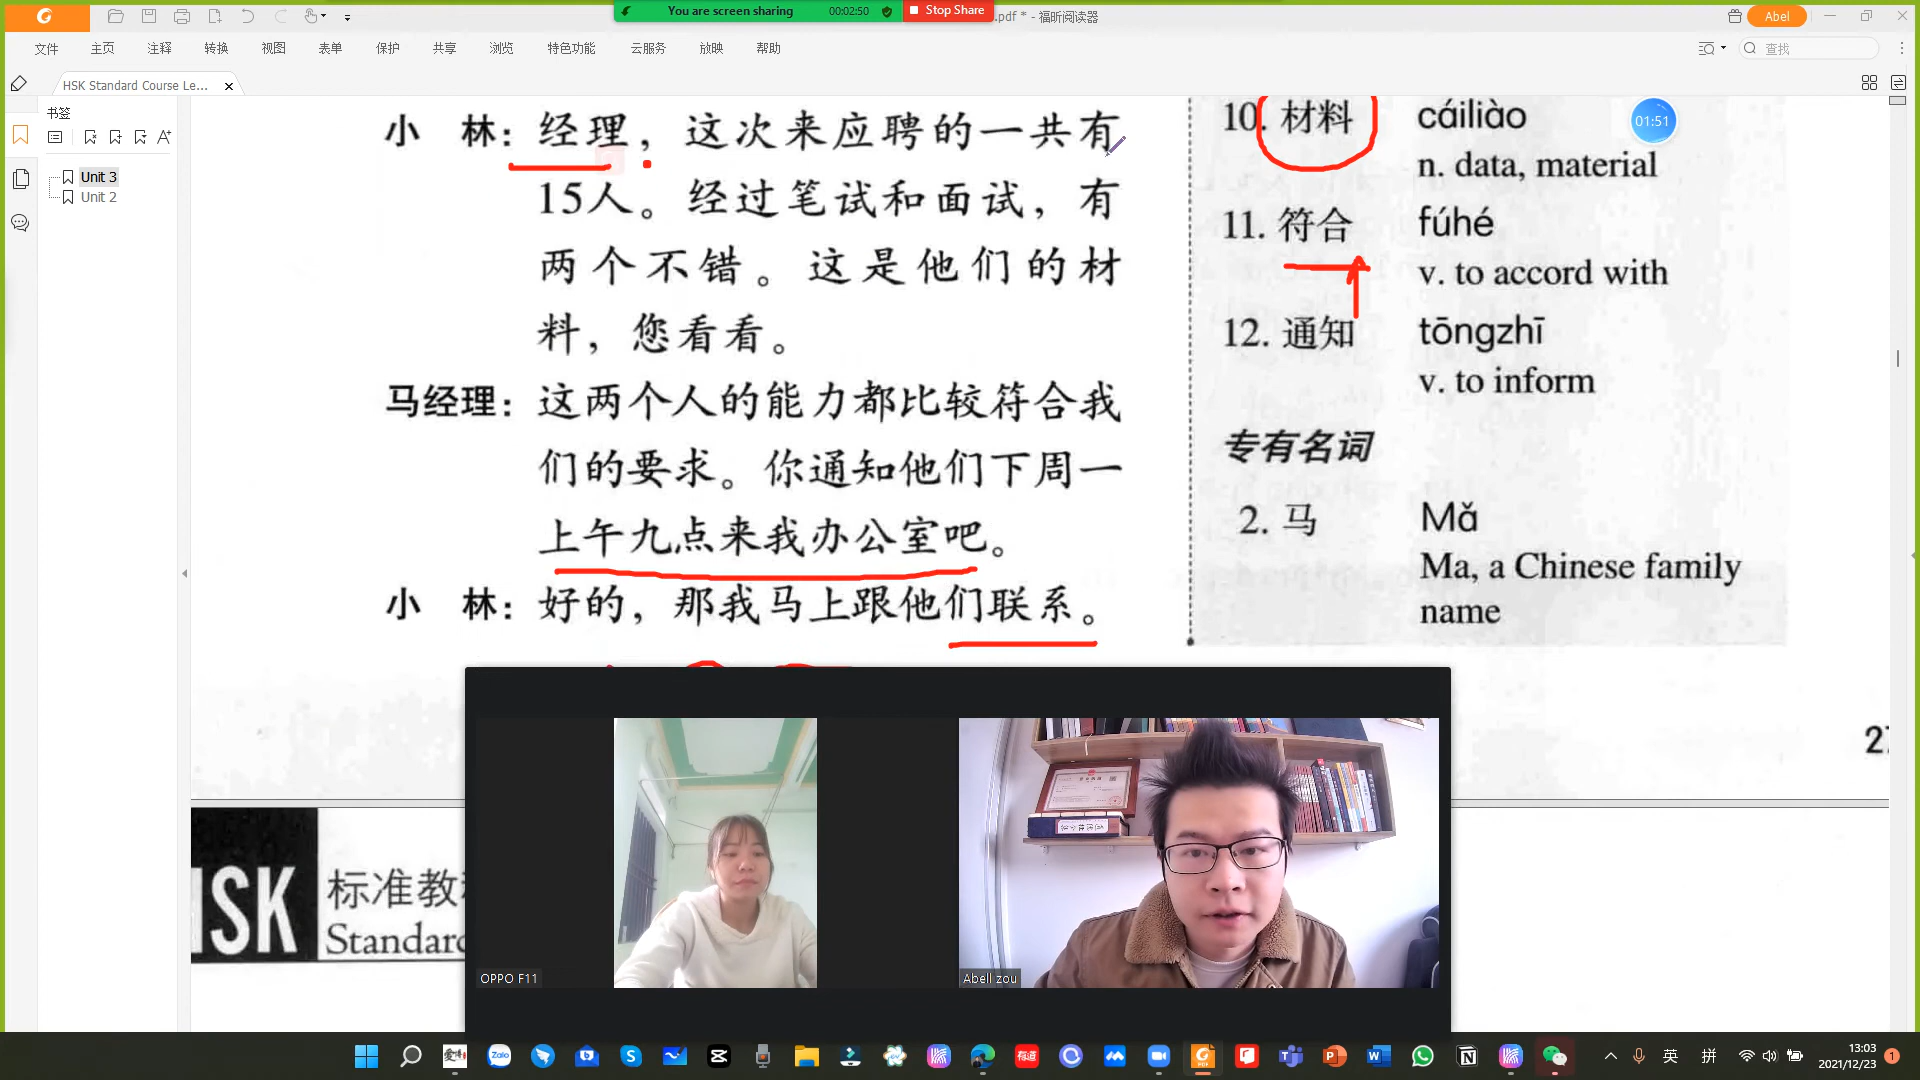 You are screen sharing
00:02:50
Stop Share
.pdf * - 福昕阅读器
Abel
文件 主页 注释 转换 视图 表单 保护 共享 浏览 特色功能 云服务 放映 帮助
查找
HSK Standard Course Le...
书签
Unit 3
Unit 2
小 林：经理，这次来应聘的一共有
15人。经过笔试和面试，有
两个不错。这是他们的材
料，您看看。
马经理：这两个人的能力都比较符合我
们的要求。你通知他们下周一
上午九点来我办公室吧。
小 林：好的，那我马上跟他们联系。
10. 材料 cáiliào
n. data, material
11. 符合 fúhé
v. to accord with
12. 通知 tōngzhī
v. to inform
专有名词
2. 马 Mǎ
Ma, a Chinese family
name
01:51
27
HSK
标准教
Standard
OPPO F11
Abell zou
Zalo
有道
英
拼
13:03
2021/12/23
1